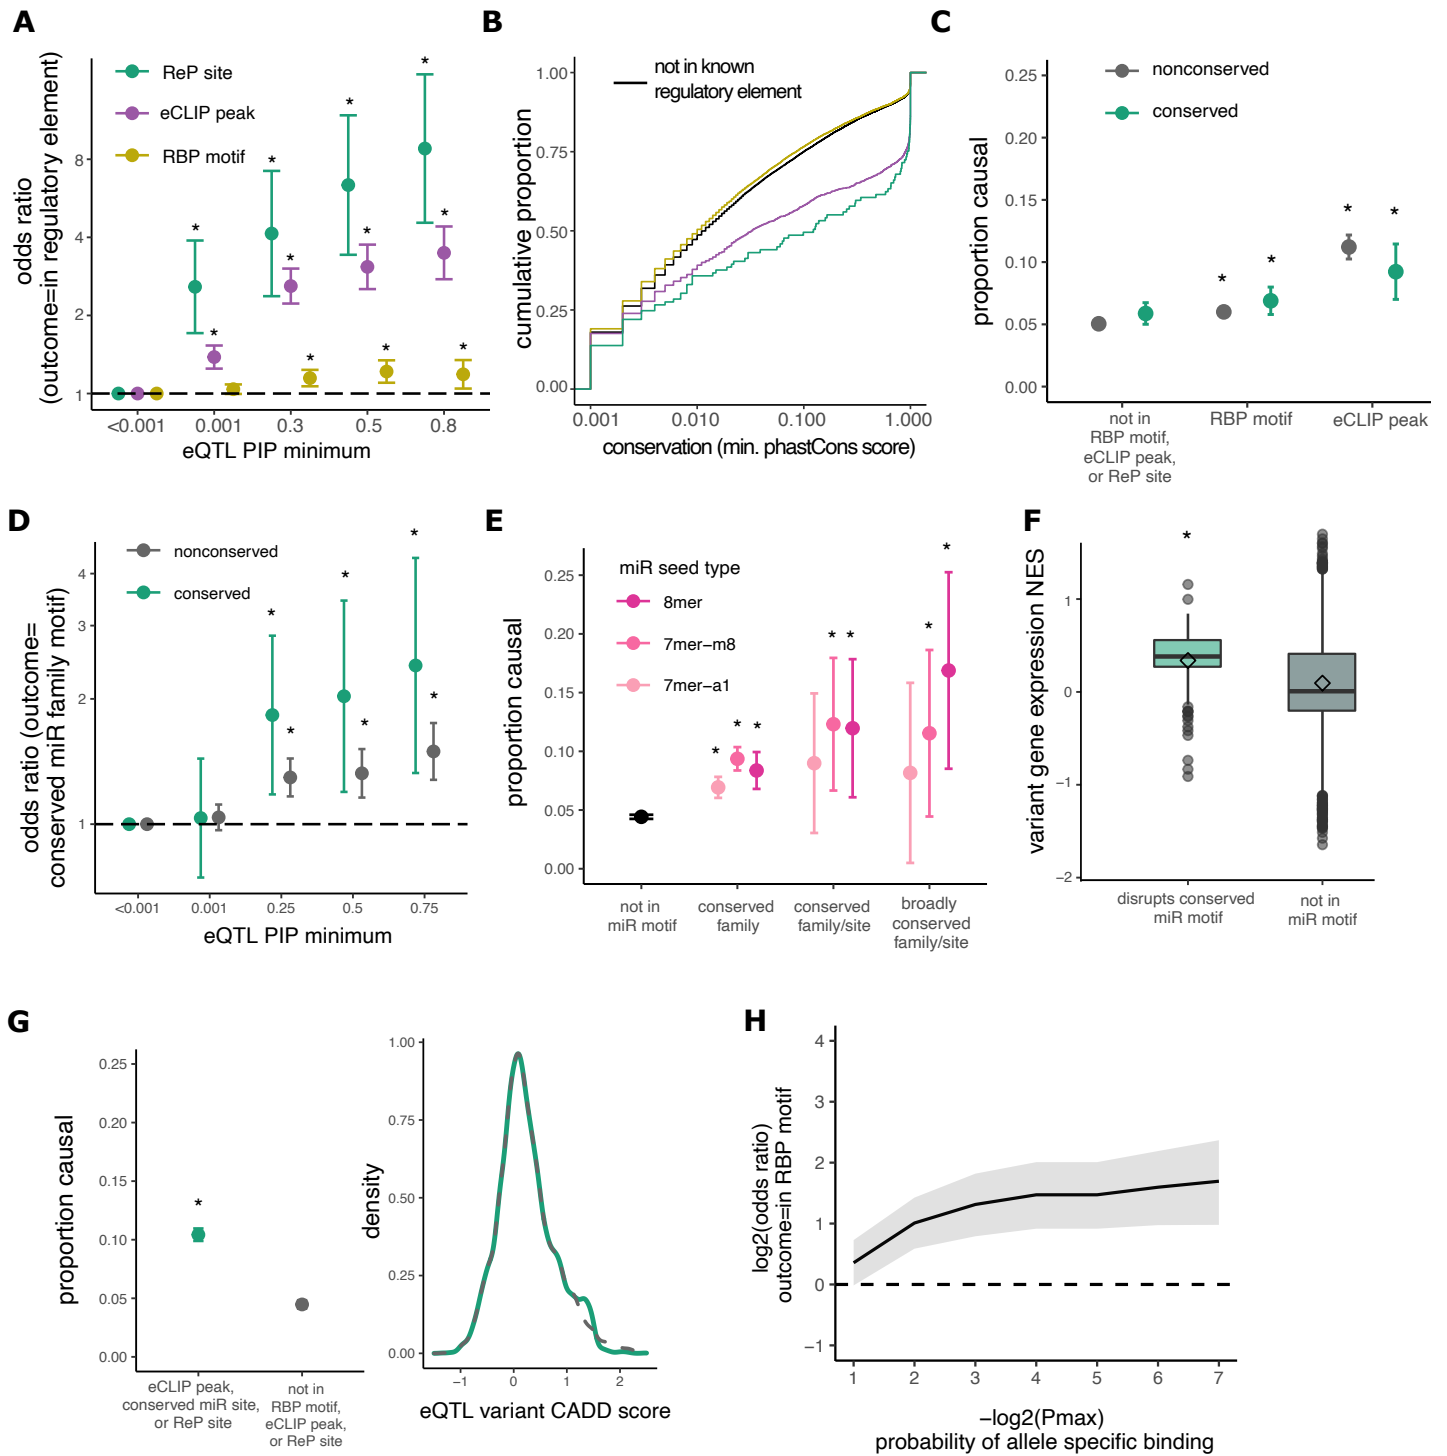 A
odds ratio
(outcome=in regulatory element)
8
4
2
1
ReP site
eCLIP peak
RBP motif
* * * * * * * * * * *
<0.001 0.001 0.3 0.5 0.8
eQTL PIP minimum
B
cumulative proportion
1.00
0.75
0.50
0.25
0.00
not in known
regulatory element
0.001 0.010 0.100 1.000
conservation (min. phastCons score)
C
proportion causal
0.25
0.20
0.15
0.10
0.05
0.00
nonconserved
conserved
* * * *
not in
RBP motif,
eCLIP peak,
or ReP site
RBP motif
eCLIP peak
D
odds ratio (outcome=
conserved miR family motif)
4
3
2
1
nonconserved
conserved
* * * * * *
<0.001 0.001 0.25 0.5 0.75
eQTL PIP minimum
E
proportion causal
0.25
0.20
0.15
0.10
0.05
0.00
miR seed type
8mer
7mer−m8
7mer−a1
* * * * * * *
not in
miR motif
conserved
family
conserved
family/site
broadly
conserved
family/site
F
variant gene expression NES
1
0
−1
−2
*
disrupts conserved
miR motif
not in
miR motif
G
proportion causal
0.25
0.20
0.15
0.10
0.05
0.00
*
eCLIP peak,
conserved miR site,
or ReP site
not in
RBP motif,
eCLIP peak,
or ReP site
density
1.00
0.75
0.50
0.25
0.00
−1 0 1 2
eQTL variant CADD score
H
log2(odds ratio)
outcome=in RBP motif
4
3
2
1
0
−1
1 2 3 4 5 6 7
−log2(Pmax)
probability of allele specific binding